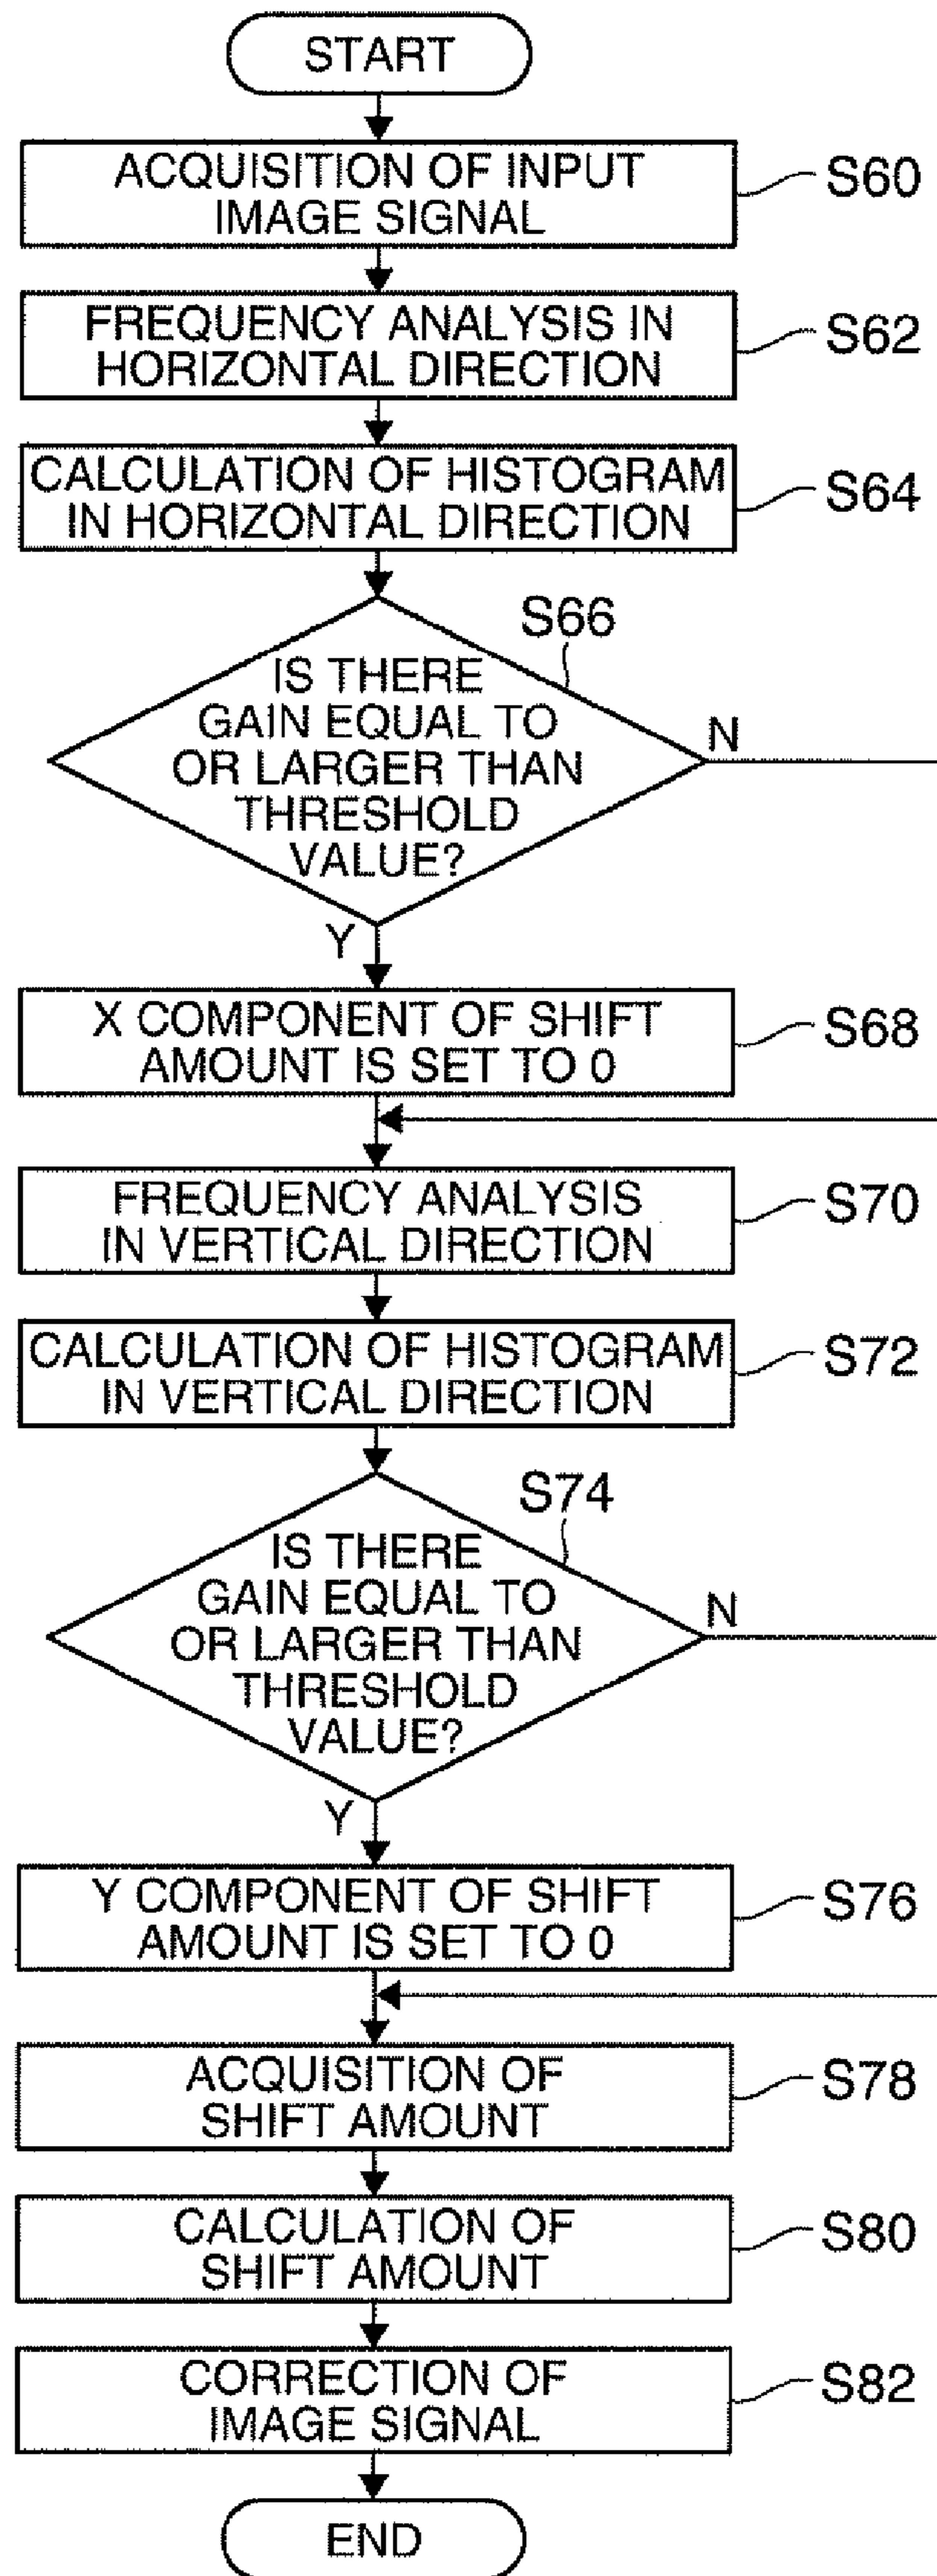 START
ACQUISITION OF INPUT
IMAGE SIGNAL
S60
FREQUENCY ANALYSIS IN
HORIZONTAL DIRECTION
S62
CALCULATION OF HISTOGRAM
IN HORIZONTAL DIRECTION
S64
S66
IS THERE
GAIN EQUAL TO
OR LARGER THAN
THRESHOLD
VALUE?
N
Y
X COMPONENT OF SHIFT
AMOUNT IS SET TO 0
S68
FREQUENCY ANALYSIS
IN VERTICAL DIRECTION
S70
CALCULATION OF HISTOGRAM
IN VERTICAL DIRECTION
S72
S74
IS THERE
GAIN EQUAL TO
OR LARGER THAN
THRESHOLD
VALUE?
N
Y
Y COMPONENT OF SHIFT
AMOUNT IS SET TO 0
S76
ACQUISITION OF
SHIFT AMOUNT
S78
CALCULATION OF
SHIFT AMOUNT
S80
CORRECTION OF
IMAGE SIGNAL
S82
END